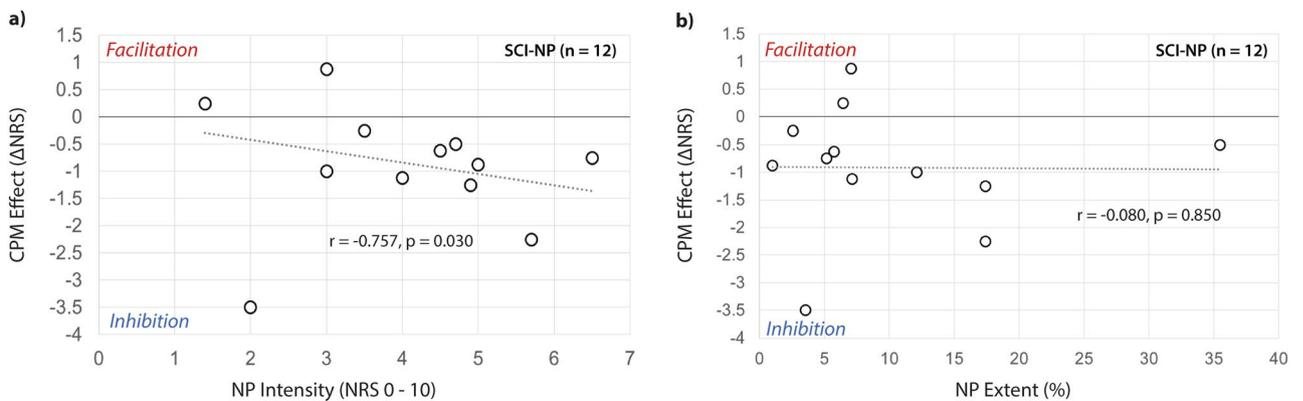 a)
CPM Effect (ΔNRS)
1.5
1
0.5
0
-0.5
-1
-1.5
-2
-2.5
-3
-3.5
-4
Facilitation
SCI-NP (n = 12)
r = -0.757, p = 0.030
Inhibition
0 1 2 3 4 5 6 7
NP Intensity (NRS 0 - 10)
b)
CPM Effect (ΔNRS)
1.5
1
0.5
0
-0.5
-1
-1.5
-2
-2.5
-3
-3.5
-4
Facilitation
SCI-NP (n = 12)
r = -0.080, p = 0.850
Inhibition
0 5 10 15 20 25 30 35 40
NP Extent (%)